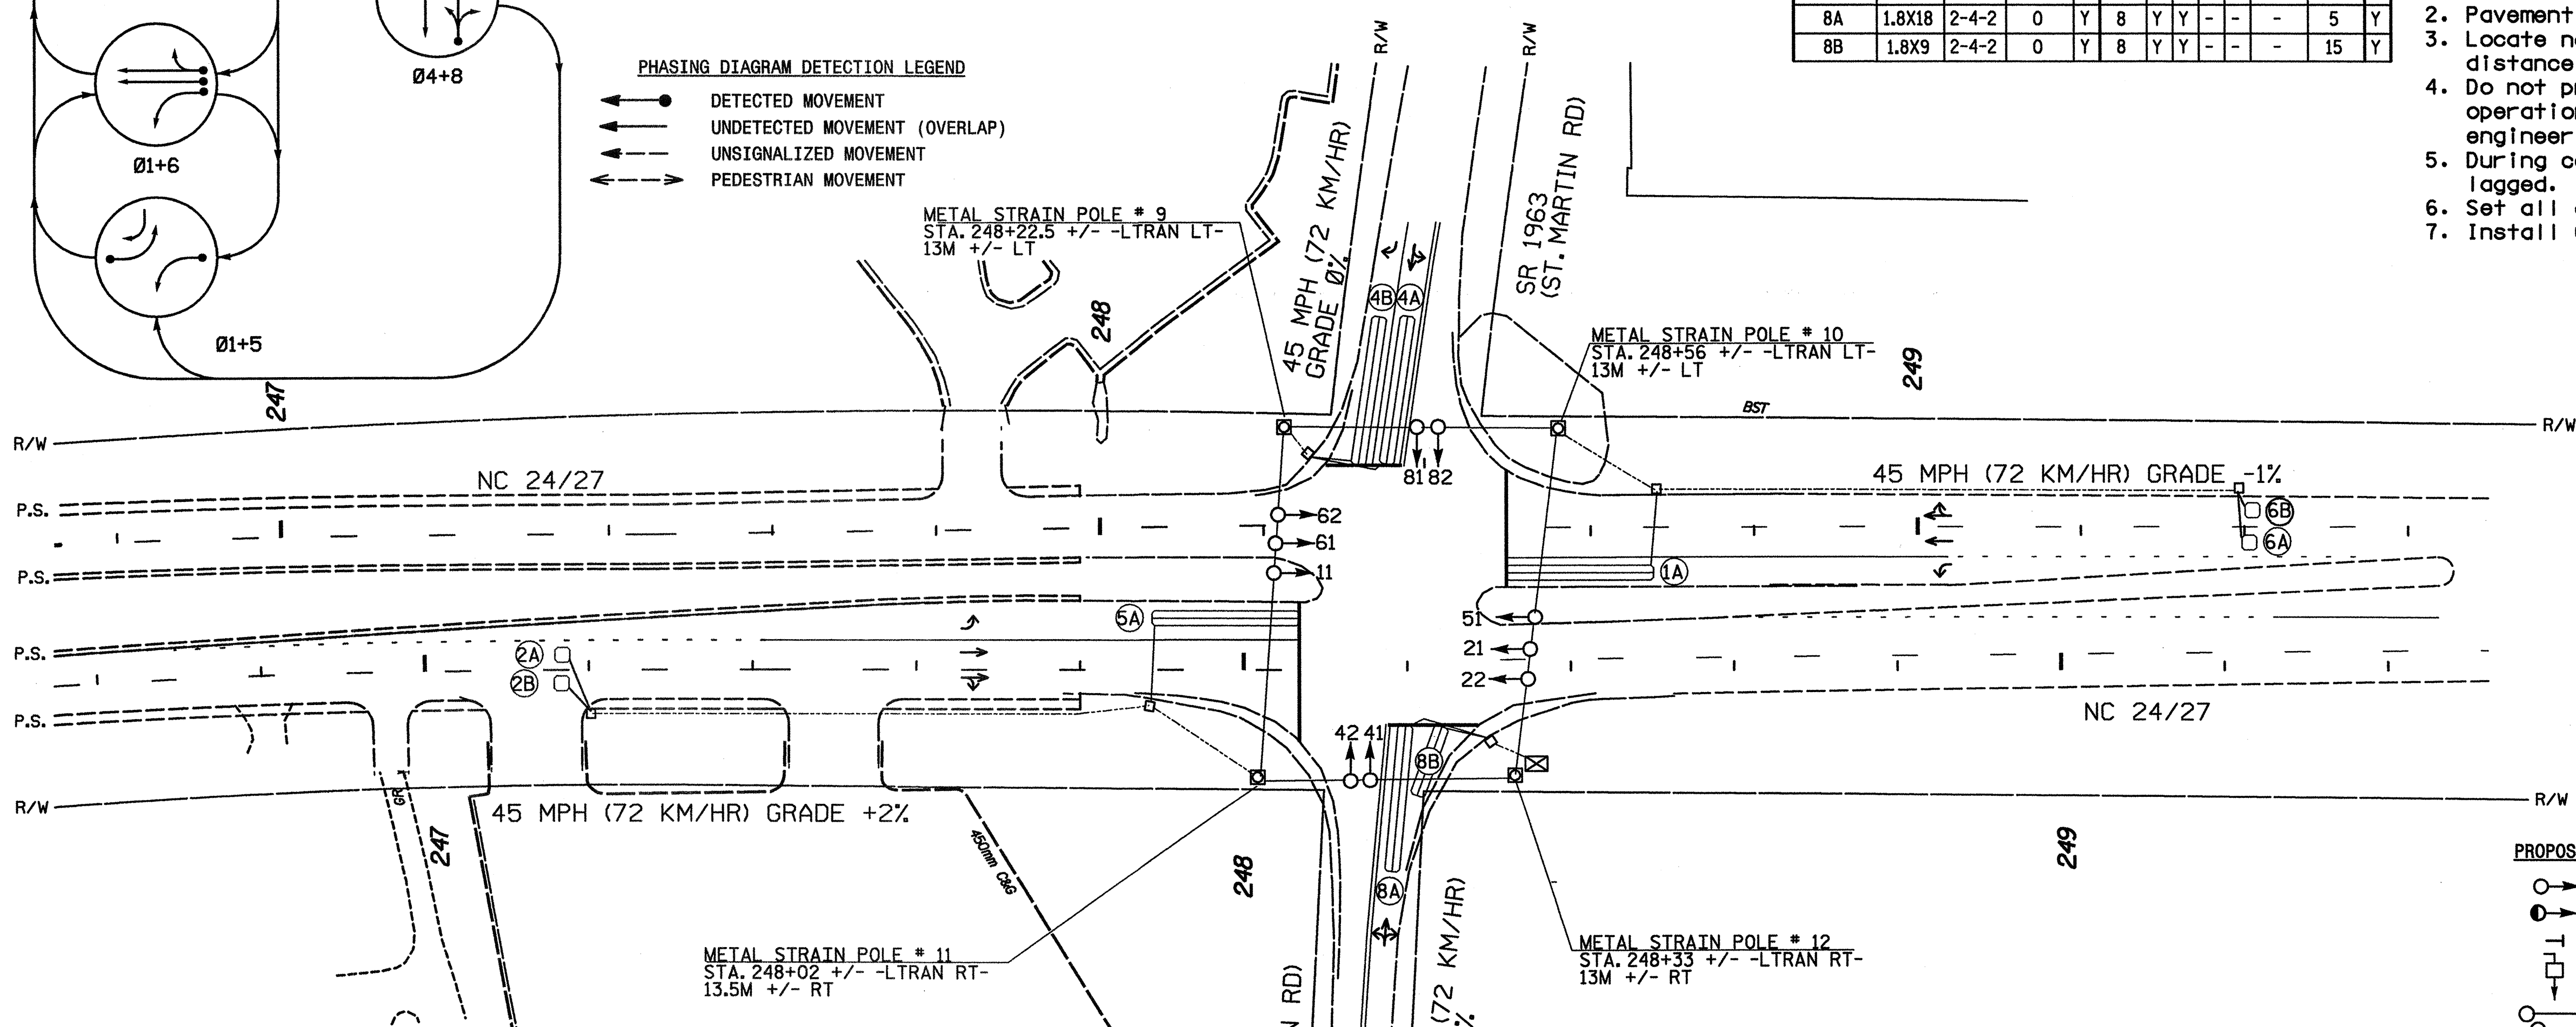 8A 1.8X18 2-4-2 0 Y 8 Y Y - - - 5 Y
8B 1.8X9 2-4-2 0 Y 8 Y Y - - - 15 Y
2. Pavement
3. Locate
distance
4. Do not
operation
engineer
5. During
lagged.
6. Set all
7. Install
Ø4+8
Ø1+6
Ø1+5
PHASING DIAGRAM DETECTION LEGEND
DETECTED MOVEMENT
UNDETECTED MOVEMENT (OVERLAP)
UNSIGNALIZED MOVEMENT
PEDESTRIAN MOVEMENT
METAL STRAIN POLE # 9
STA. 248+22.5 +/- -LTRAN LT-
13M +/- LT
R/W
R/W
45 MPH (72 KM/HR)
GRADE 0%
SR 1963
(ST. MARTIN RD)
4B
4A
METAL STRAIN POLE # 10
STA. 248+56 +/- -LTRAN LT-
13M +/- LT
247
248
249
BST
R/W
R/W
NC 24/27
45 MPH (72 KM/HR) GRADE -1%
81 82
P.S.
62
61
11
6B
6A
1A
P.S.
5A
51
21
22
2A
2B
P.S.
P.S.
NC 24/27
42 41
8B
8A
R/W
R/W
45 MPH (72 KM/HR) GRADE +2%
GR
247
450mm C&G
248
249
PROPOS
METAL STRAIN POLE # 11
STA. 248+02 +/- -LTRAN RT-
13.5M +/- RT
METAL STRAIN POLE # 12
STA. 248+33 +/- -LTRAN RT-
13M +/- RT
RD)
(72 KM/HR)
%